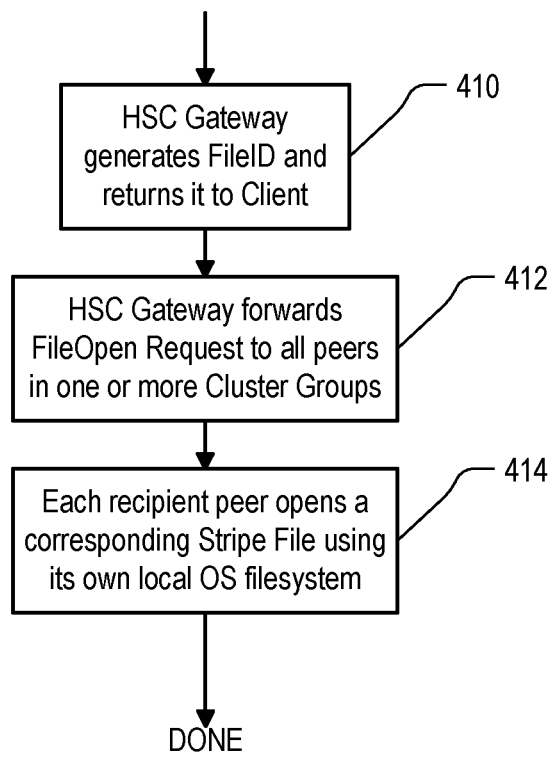 410
HSC Gateway
generates FileID and
returns it to Client
412
HSC Gateway forwards
FileOpen Request to all peers
in one or more Cluster Groups
414
Each recipient peer opens a
corresponding Stripe File using
its own local OS filesystem
DONE